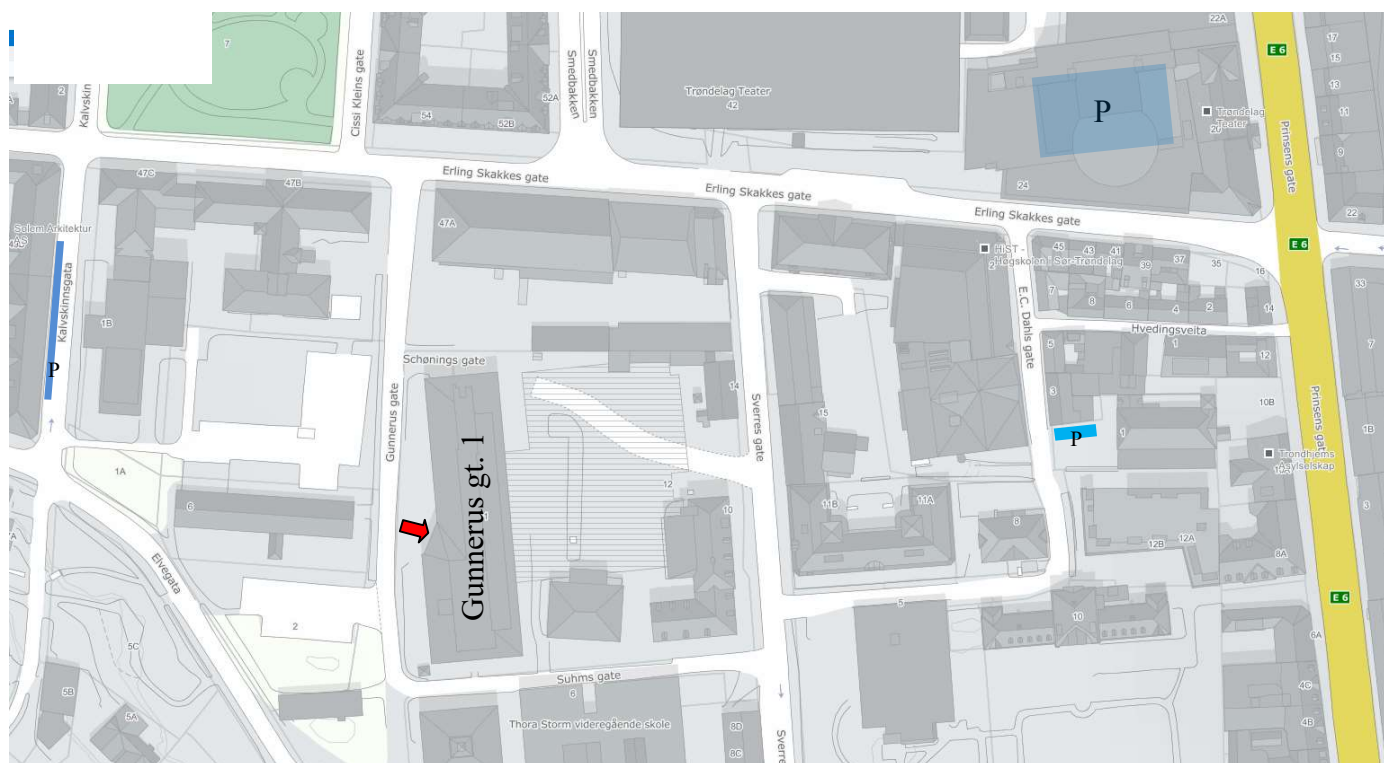 7
2
Kalvskinn
Cissi Kleins gate
54
52B
52A
Smedbakken
Smedbakken
Trøndelag Teater
42
P
22A
Trøndelag
Teater
20
24
E 6
17
15
13
11
9
22
Prinsens gate
Erling Skakkes gate
Erling Skakkes gate
Erling Skakkes gate
47C
47B
47A
Solem Arkitektur
AS
Kalvskinnsgata
P
1B
HiST -
Høgskolen i Sør-Trøndelag
2
45
43
41
39
37
35
16
7
8
6
4
2
14
E 6
33
Hvedingsveita
E.C. Dahls gate
5
1
12
7
3
10B
P
1
Prinsens gate
1B
Trondhjems
Asylselskap
10A
3
Schønings gate
Gunnerus gate
Gunnerus gt. 1
14
Sverres gate
15
12
10
11B
11A
8
12B
12A
8A
1A
6
Elvegata
2
5
10
E 6
6A
5C
5B
5A
Suhms gate
6
Thora Storm videregående skole
8D
8C
Sverre
4C
4B